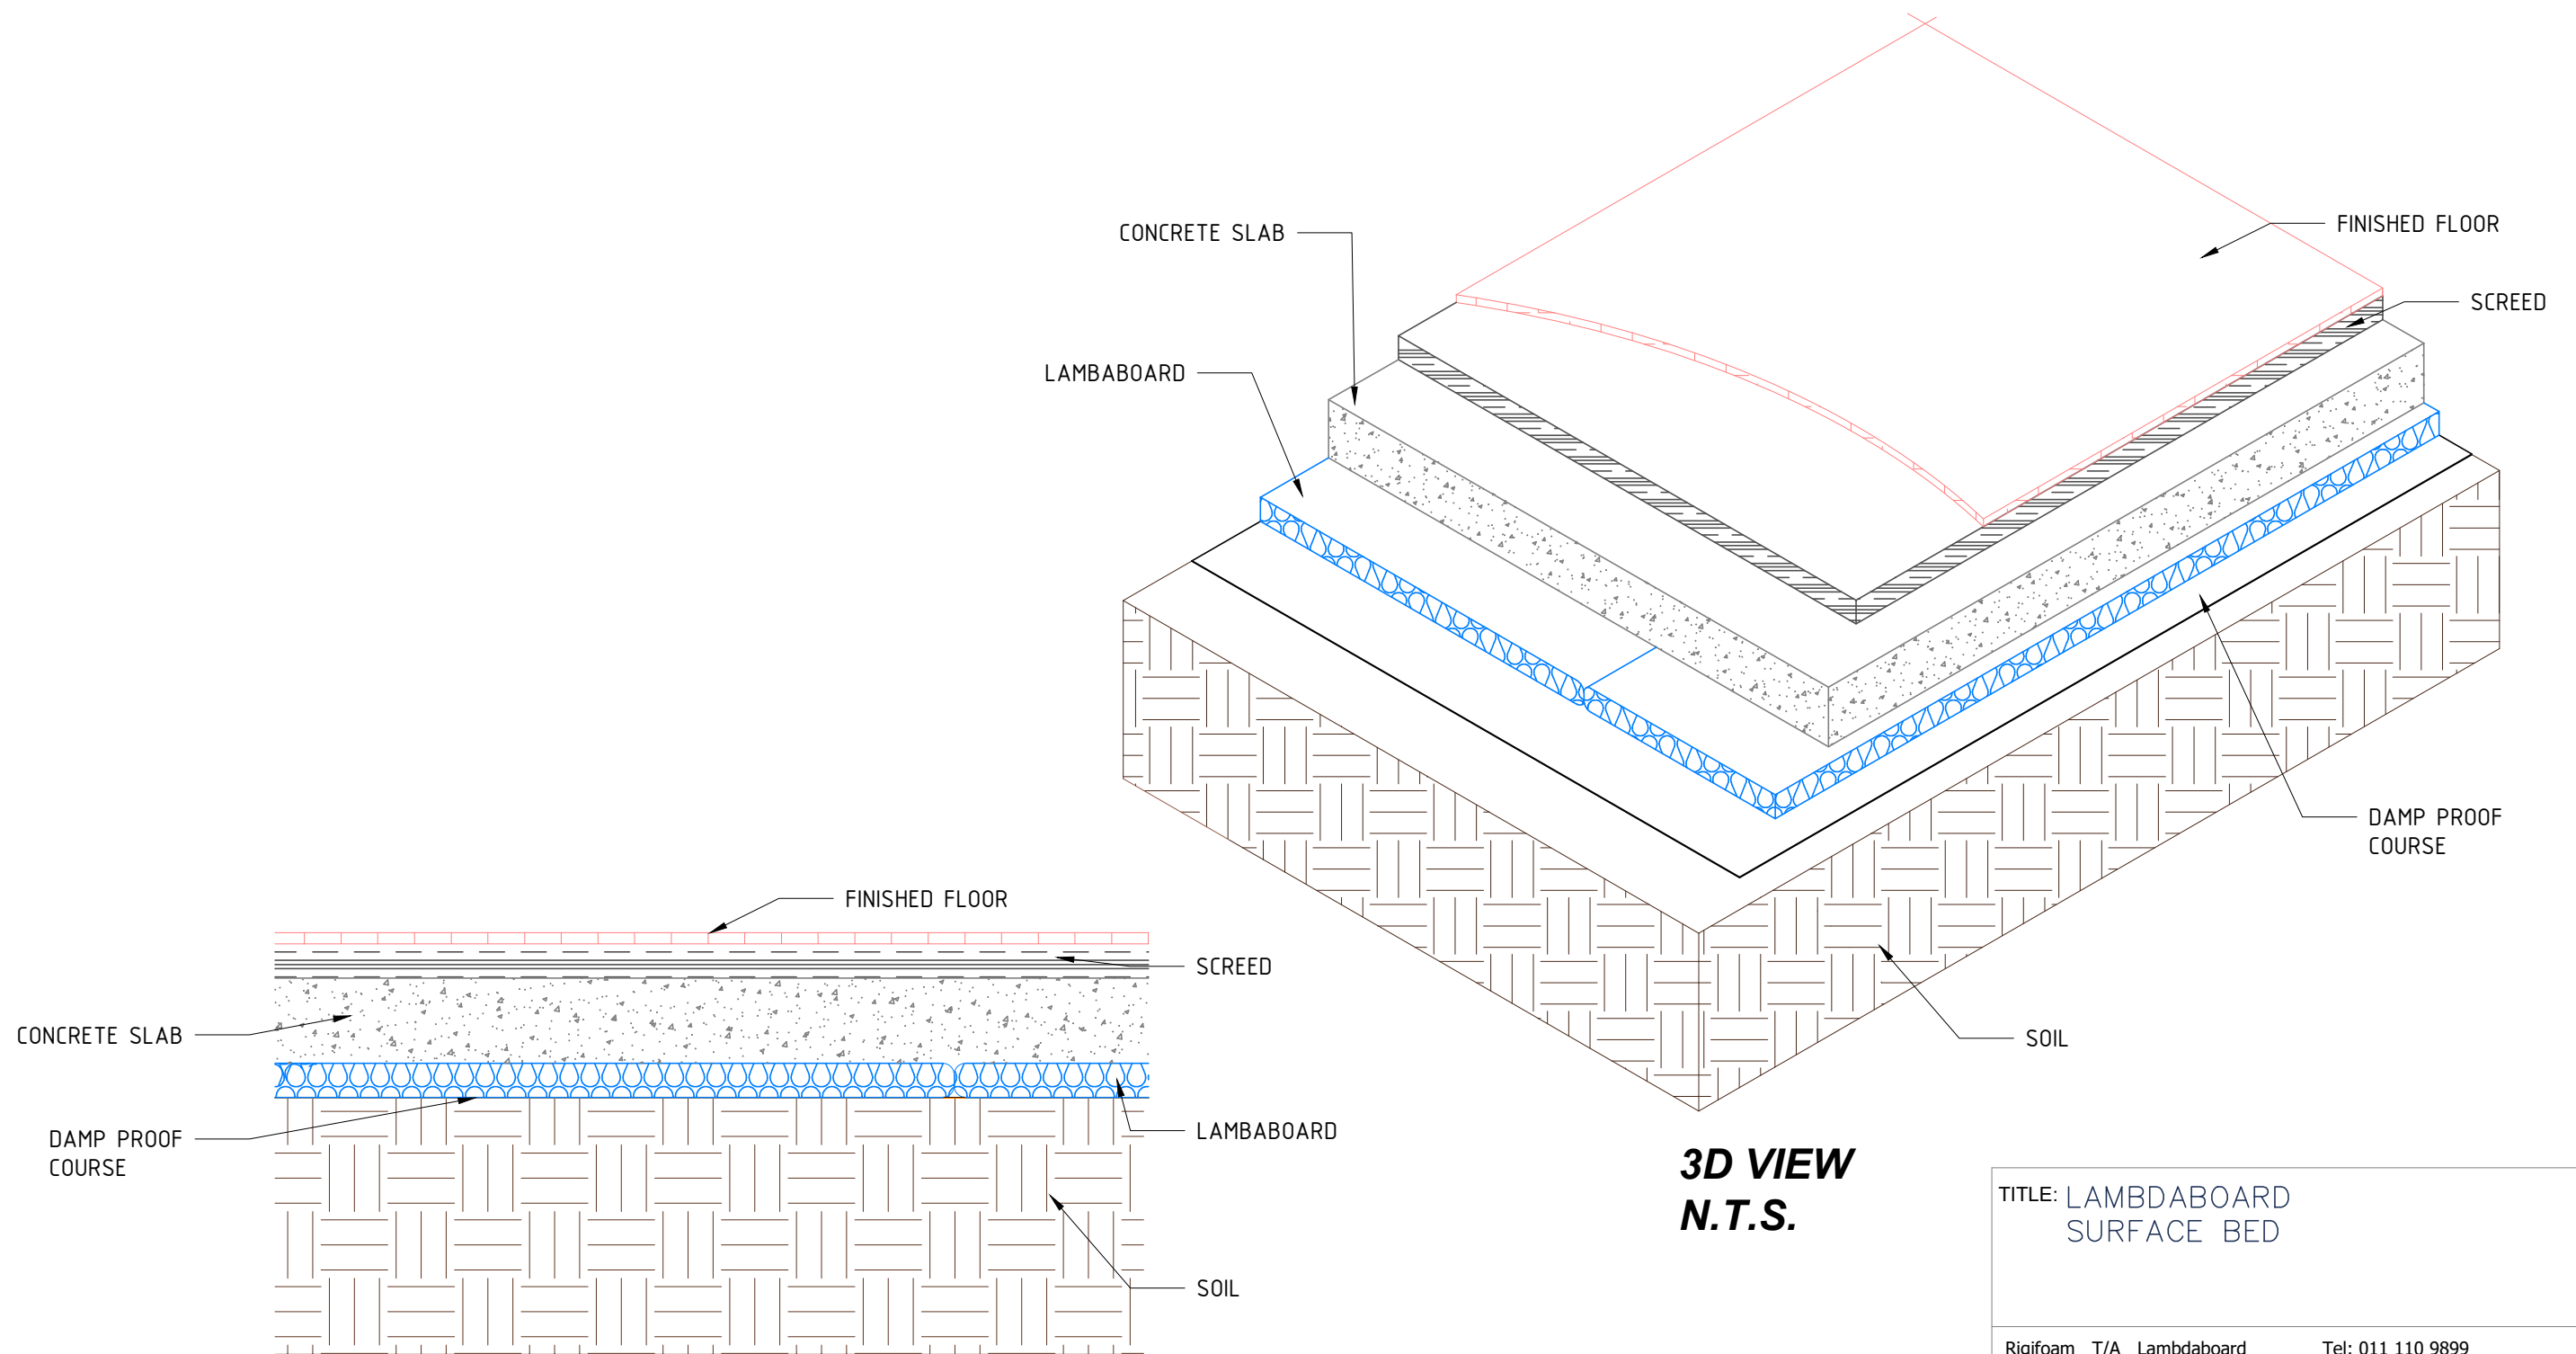 CONCRETE SLAB
FINISHED FLOOR
SCREED
LAMBABOARD
DAMP PROOF
COURSE
SOIL
3D VIEW
N.T.S.
FINISHED FLOOR
SCREED
CONCRETE SLAB
DAMP PROOF
COURSE
LAMBABOARD
SOIL
TITLE: LAMBDABOARD
SURFACE BED
Rigifoam T/A Lambdaboard Tel: 011 110 9899